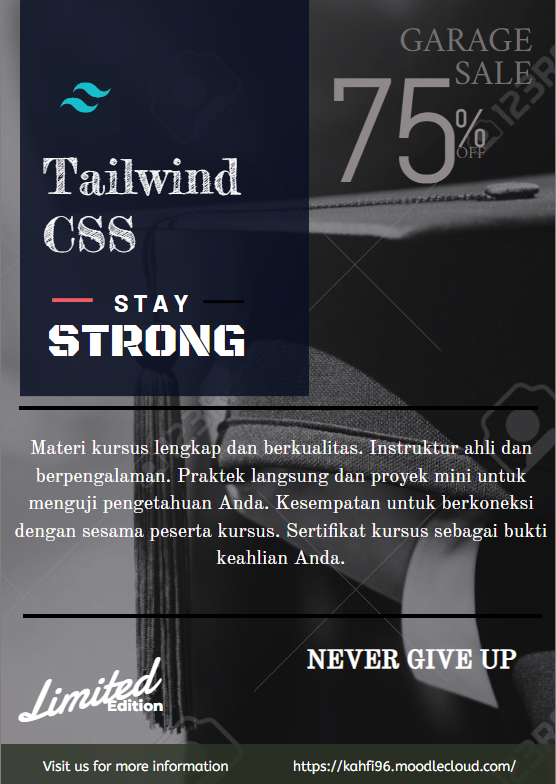 GARAGE
SALE
75%
OFF
123R
Tailwind
CSS
STAY
STRONG
Materi kursus lengkap dan berkualitas. Instruktur ahli dan
berpengalaman. Praktek langsung dan proyek mini untuk
menguji pengetahuan Anda. Kesempatan untuk berkoneksi
dengan sesama peserta kursus. Sertifikat kursus sebagai bukti
keahlian Anda.
NEVER GIVE UP
Limited
Edition
Visit us for more information
https://kahfi96.moodlecloud.com/